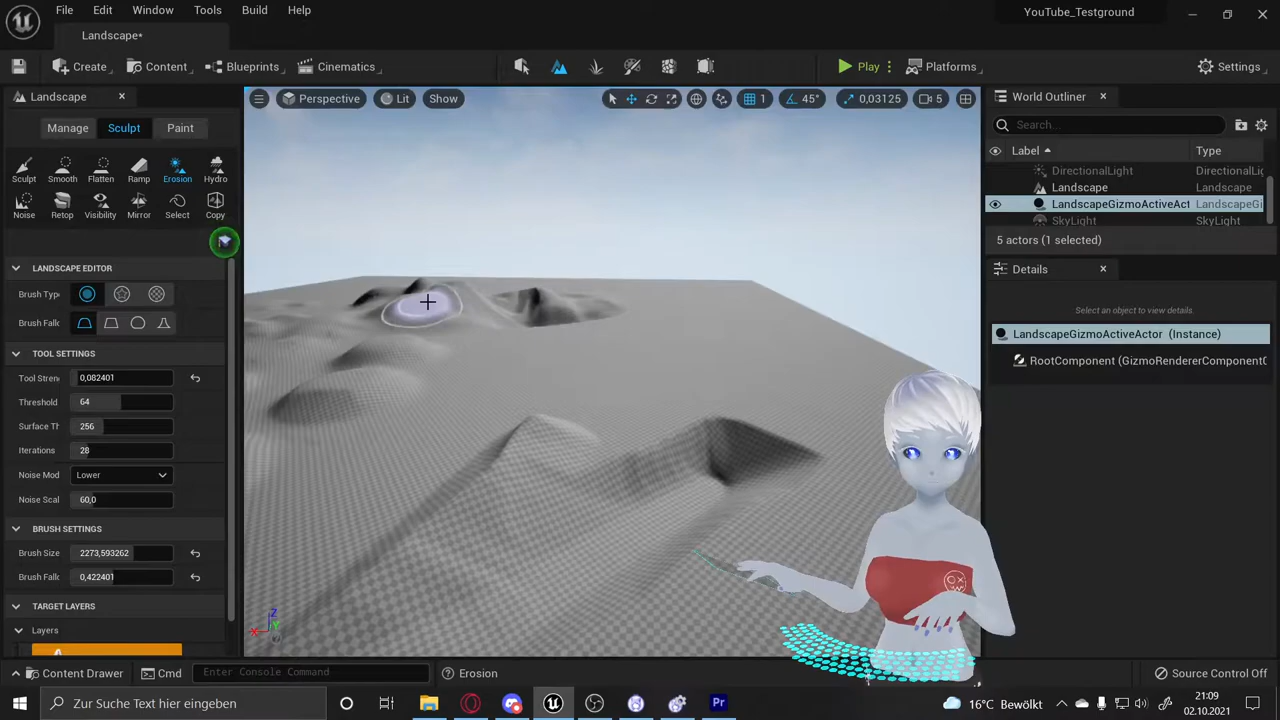 File Edit Window Tools Build Help
YouTube_Testground
Landscape*
Create Content Blueprints Cinematics
Play Platforms Settings
Landscape
Perspective Lit Show
1 45° 0,03125 5
World Outliner
Manage Sculpt Paint
Search...
Label Type
Sculpt Smooth Flatten Ramp Erosion Hydro
DirectionalLight DirectionalLig
Landscape Landscape
Noise Retop Visibility Mirror Select Copy
LandscapeGizmoActiveAct LandscapeGi
SkyLight SkyLight
5 actors (1 selected)
LANDSCAPE EDITOR
Details
Brush Typ
Select an object to view details.
Brush Falk
LandscapeGizmoActiveActor (Instance)
TOOL SETTINGS
RootComponent (GizmoRendererComponent0
Tool Stren 0,082401
Threshold 64
Surface Th 256
Iterations 28
Noise Mod Lower
Noise Scal 60,0
BRUSH SETTINGS
Brush Size 2273,593262
Brush Falk 0,422401
TARGET LAYERS
Layers
Z
Y
X
Content Drawer Cmd Enter Console Command Erosion Source Control Off
Zur Suche Text hier eingeben
Pr
16°C Bewölkt
21:09
02.10.2021